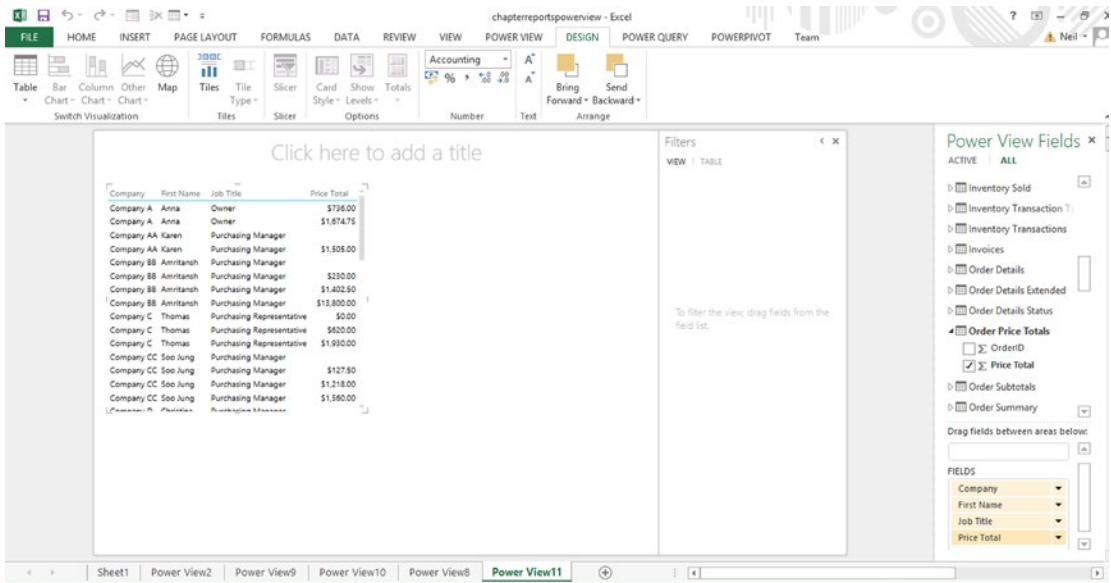 chapterreportspowerview - Excel
?
FILE HOME INSERT PAGE LAYOUT FORMULAS DATA REVIEW VIEW POWER VIEW DESIGN POWER QUERY POWERPIVOT Team
Neil
Table Bar Chart Column Chart Other Chart Map
Switch Visualization
Tiles Tile Type
Tiles
Slicer
Slicer
Card Style Show Levels Totals
Options
Accounting
% , .00 .0
Number
A A
Text
Bring Forward Send Backward
Arrange
Click here to add a title
Company First Name Job Title Price Total
Company A Anna Owner $736.00
Company A Anna Owner $1,674.75
Company AA Karen Purchasing Manager
Company AA Karen Purchasing Manager $1,505.00
Company BB Amritansh Purchasing Manager
Company BB Amritansh Purchasing Manager $230.00
Company BB Amritansh Purchasing Manager $1,402.50
Company BB Amritansh Purchasing Manager $13,800.00
Company C Thomas Purchasing Representative $0.00
Company C Thomas Purchasing Representative $620.00
Company C Thomas Purchasing Representative $1,930.00
Company CC Soo Jung Purchasing Manager
Company CC Soo Jung Purchasing Manager $127.50
Company CC Soo Jung Purchasing Manager $1,218.00
Company CC Soo Jung Purchasing Manager $1,560.00
Company D Christina Purchasing Manager
Filters
VIEW | TABLE
To filter the view, drag fields from the
field list.
Power View Fields
ACTIVE ALL
Inventory Sold
Inventory Transaction
Inventory Transactions
Invoices
Order Details
Order Details Extended
Order Details Status
Order Price Totals
Σ OrderID
Σ Price Total
Order Subtotals
Order Summary
Drag fields between areas below:
FIELDS
Company
First Name
Job Title
Price Total
Sheet1 Power View2 Power View9 Power View10 Power View8 Power View11